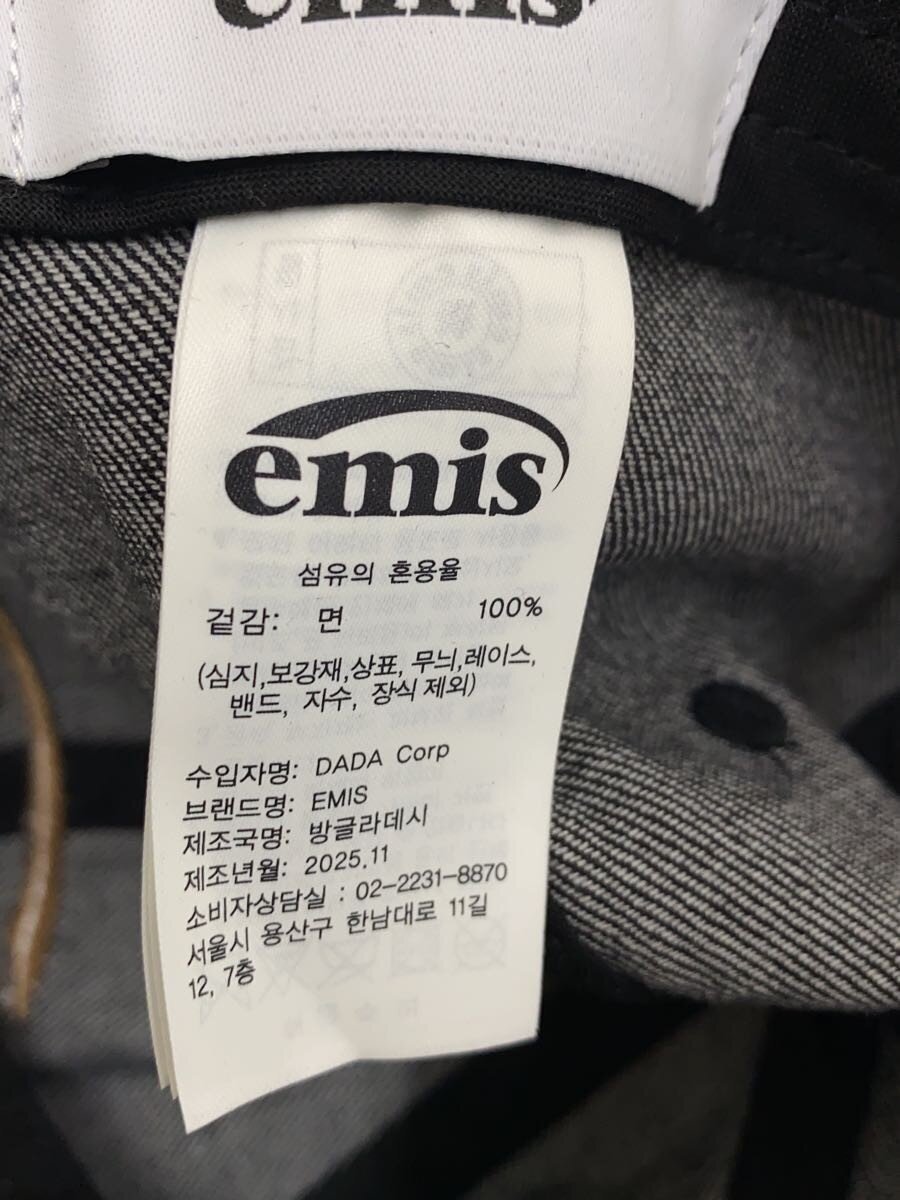 emis
emis
섬유의 혼용율
겉감: 면 100%
(심지,보강재,상표, 무늬,레이스,
밴드, 자수, 장식 제외)
수입자명: DADA Corp
브랜드명: EMIS
제조국명: 방글라데시
제조년월: 2025.11
소비자상담실 : 02-2231-8870
서울시 용산구 한남대로 11길
12, 7층